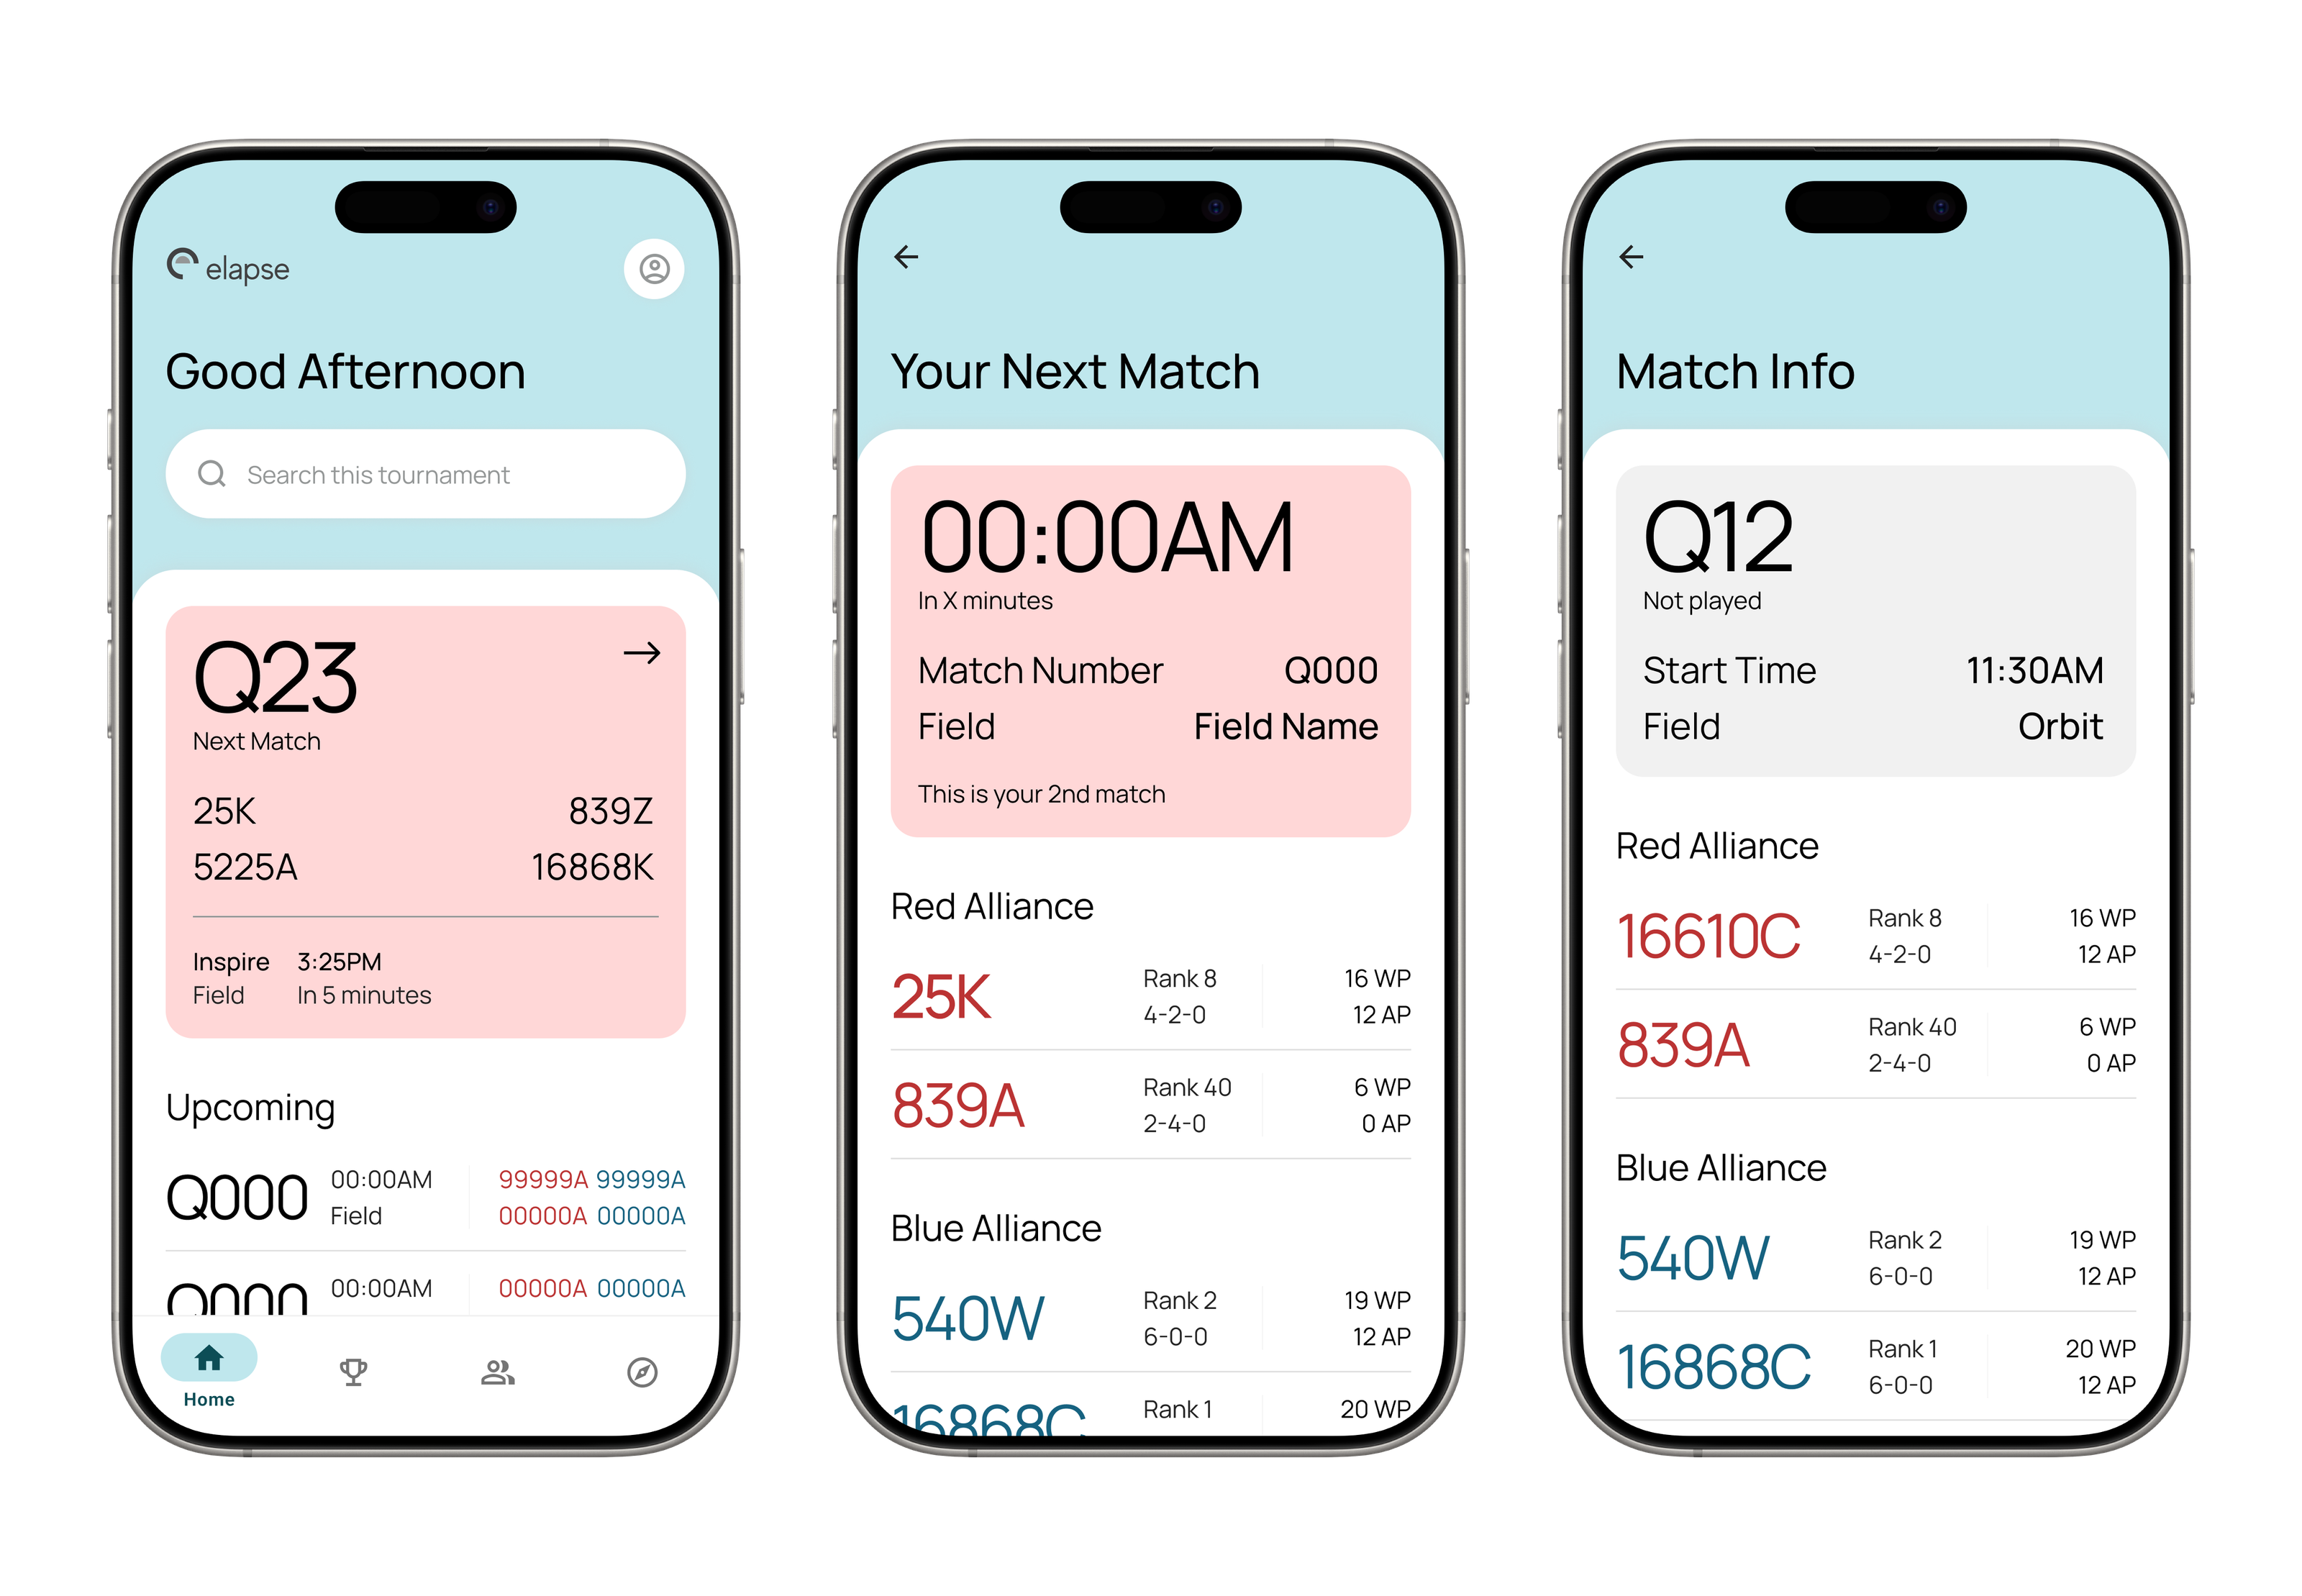 elapse
Good Afternoon
Search this tournament
Q23
Next Match
25K 839Z
5225A 16868K
Inspire 3:25PM
Field In 5 minutes
Upcoming
Q000 00:00AM 99999A 99999A
Field 00000A 00000A
Q000 00:00AM 00000A 00000A
Home
Your Next Match
00:00AM
In X minutes
Match Number Q000
Field Field Name
This is your 2nd match
Red Alliance
25K Rank 8 16 WP
4-2-0 12 AP
839A Rank 40 6 WP
2-4-0 0 AP
Blue Alliance
540W Rank 2 19 WP
6-0-0 12 AP
16868C Rank 1 20 WP
Match Info
Q12
Not played
Start Time 11:30AM
Field Orbit
Red Alliance
16610C Rank 8 16 WP
4-2-0 12 AP
839A Rank 40 6 WP
2-4-0 0 AP
Blue Alliance
540W Rank 2 19 WP
6-0-0 12 AP
16868C Rank 1 20 WP
6-0-0 12 AP